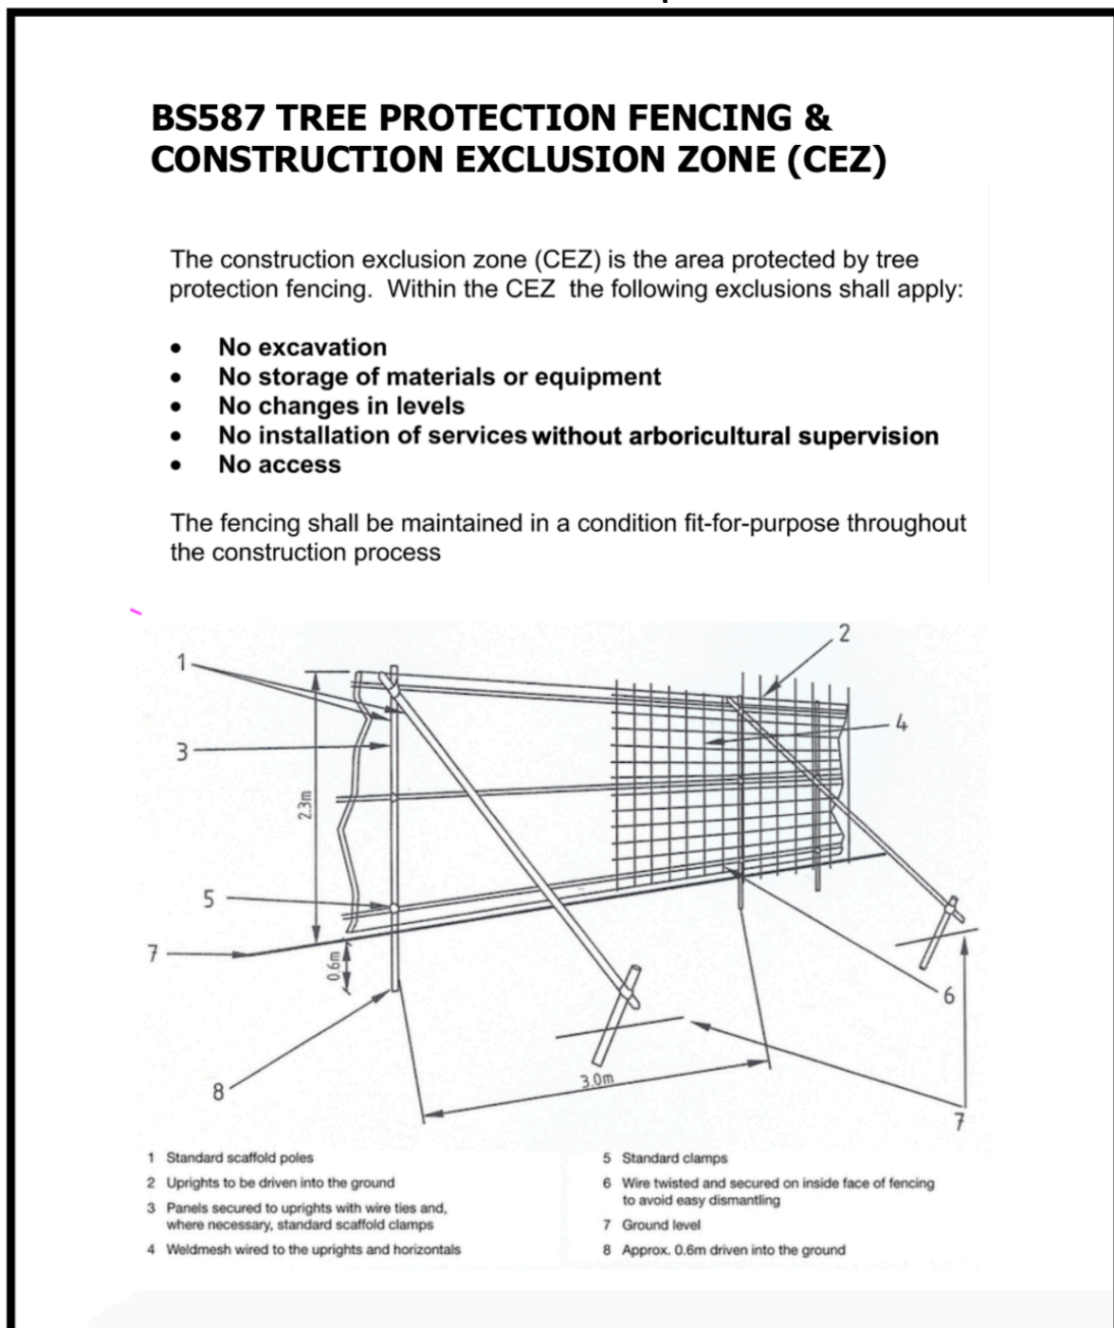 BS587 TREE PROTECTION FENCING &
CONSTRUCTION EXCLUSION ZONE (CEZ)
The construction exclusion zone (CEZ) is the area protected by tree
protection fencing. Within the CEZ the following exclusions shall apply:
• No excavation
• No storage of materials or equipment
• No changes in levels
• No installation of services without arboricultural supervision
• No access
The fencing shall be maintained in a condition fit-for-purpose throughout
the construction process
2
1
4
3
2.3m
5
7
0.6m
6
8
3.0m
7
1 Standard scaffold poles
2 Uprights to be driven into the ground
3 Panels secured to uprights with wire ties and,
where necessary, standard scaffold clamps
4 Weldmesh wired to the uprights and horizontals
5 Standard clamps
6 Wire twisted and secured on inside face of fencing
to avoid easy dismantling
7 Ground level
8 Approx. 0.6m driven into the ground